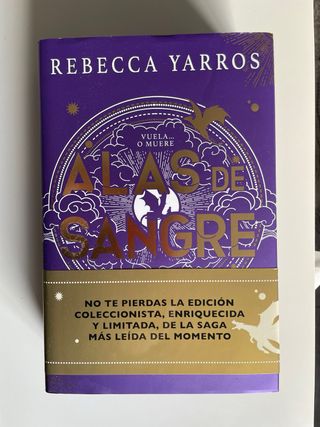 REBECCA YARROS
VUELA...
O MUERE
ALAS DE
SANGRE
NO TE PIERDAS LA EDICIÓN
COLECCIONISTA, ENRIQUECIDA
Y LIMITADA, DE LA SAGA
MÁS LEÍDA DEL MOMENTO